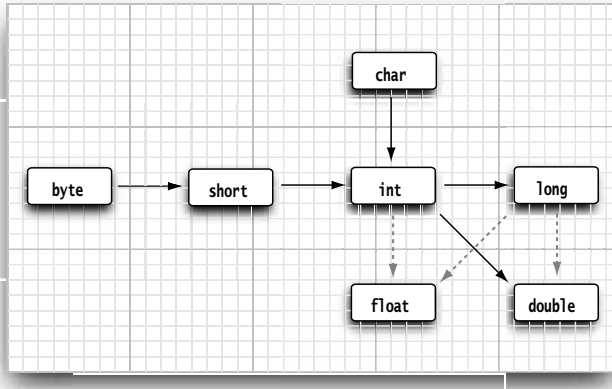 char
byte
short
int
long
float
double